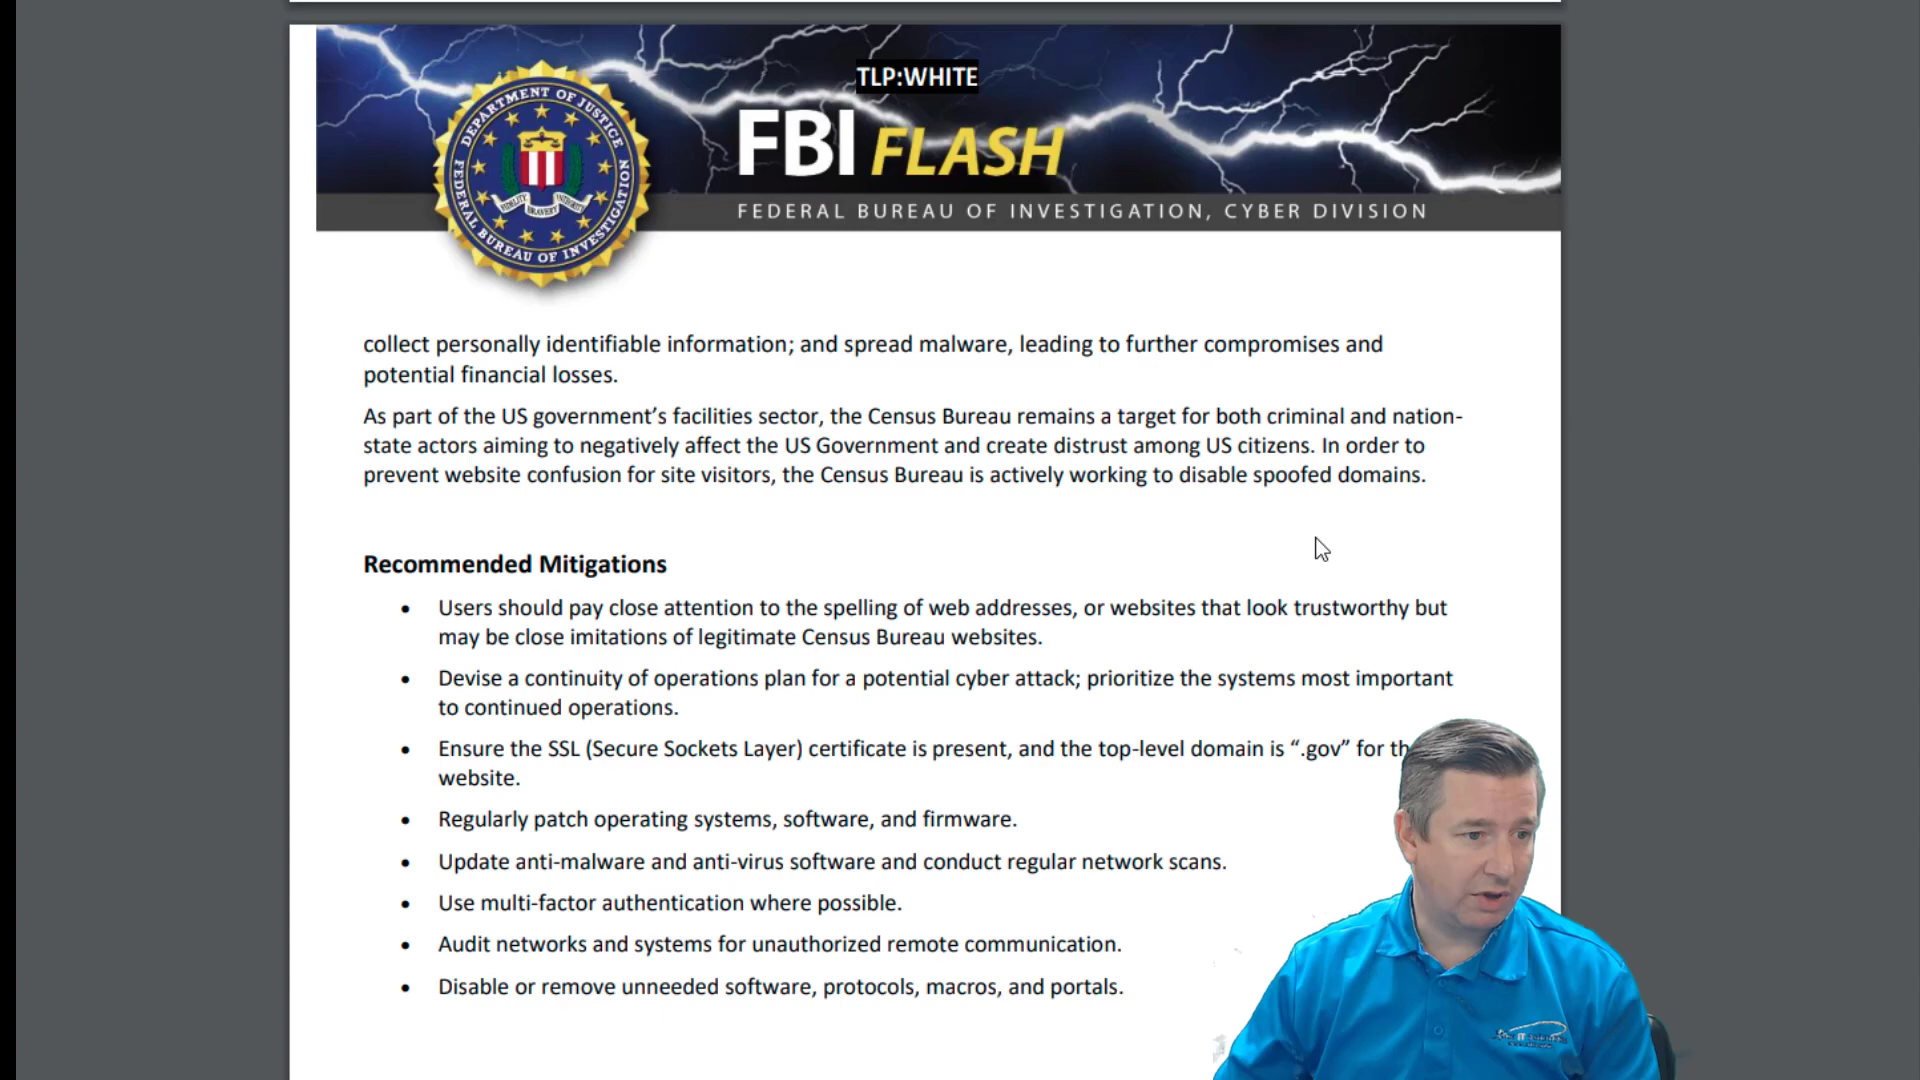 TLP:WHITE
FBI FLASH
FEDERAL BUREAU OF INVESTIGATION, CYBER DIVISION
DEPARTMENT OF JUSTICE
FEDERAL BUREAU OF INVESTIGATION
FIDELITY BRAVERY INTEGRITY
collect personally identifiable information; and spread malware, leading to further compromises and
potential financial losses.
As part of the US government’s facilities sector, the Census Bureau remains a target for both criminal and nation-
state actors aiming to negatively affect the US Government and create distrust among US citizens. In order to
prevent website confusion for site visitors, the Census Bureau is actively working to disable spoofed domains.
Recommended Mitigations
• Users should pay close attention to the spelling of web addresses, or websites that look trustworthy but
may be close imitations of legitimate Census Bureau websites.
• Devise a continuity of operations plan for a potential cyber attack; prioritize the systems most important
to continued operations.
• Ensure the SSL (Secure Sockets Layer) certificate is present, and the top-level domain is “.gov” for th
website.
• Regularly patch operating systems, software, and firmware.
• Update anti-malware and anti-virus software and conduct regular network scans.
• Use multi-factor authentication where possible.
• Audit networks and systems for unauthorized remote communication.
• Disable or remove unneeded software, protocols, macros, and portals.